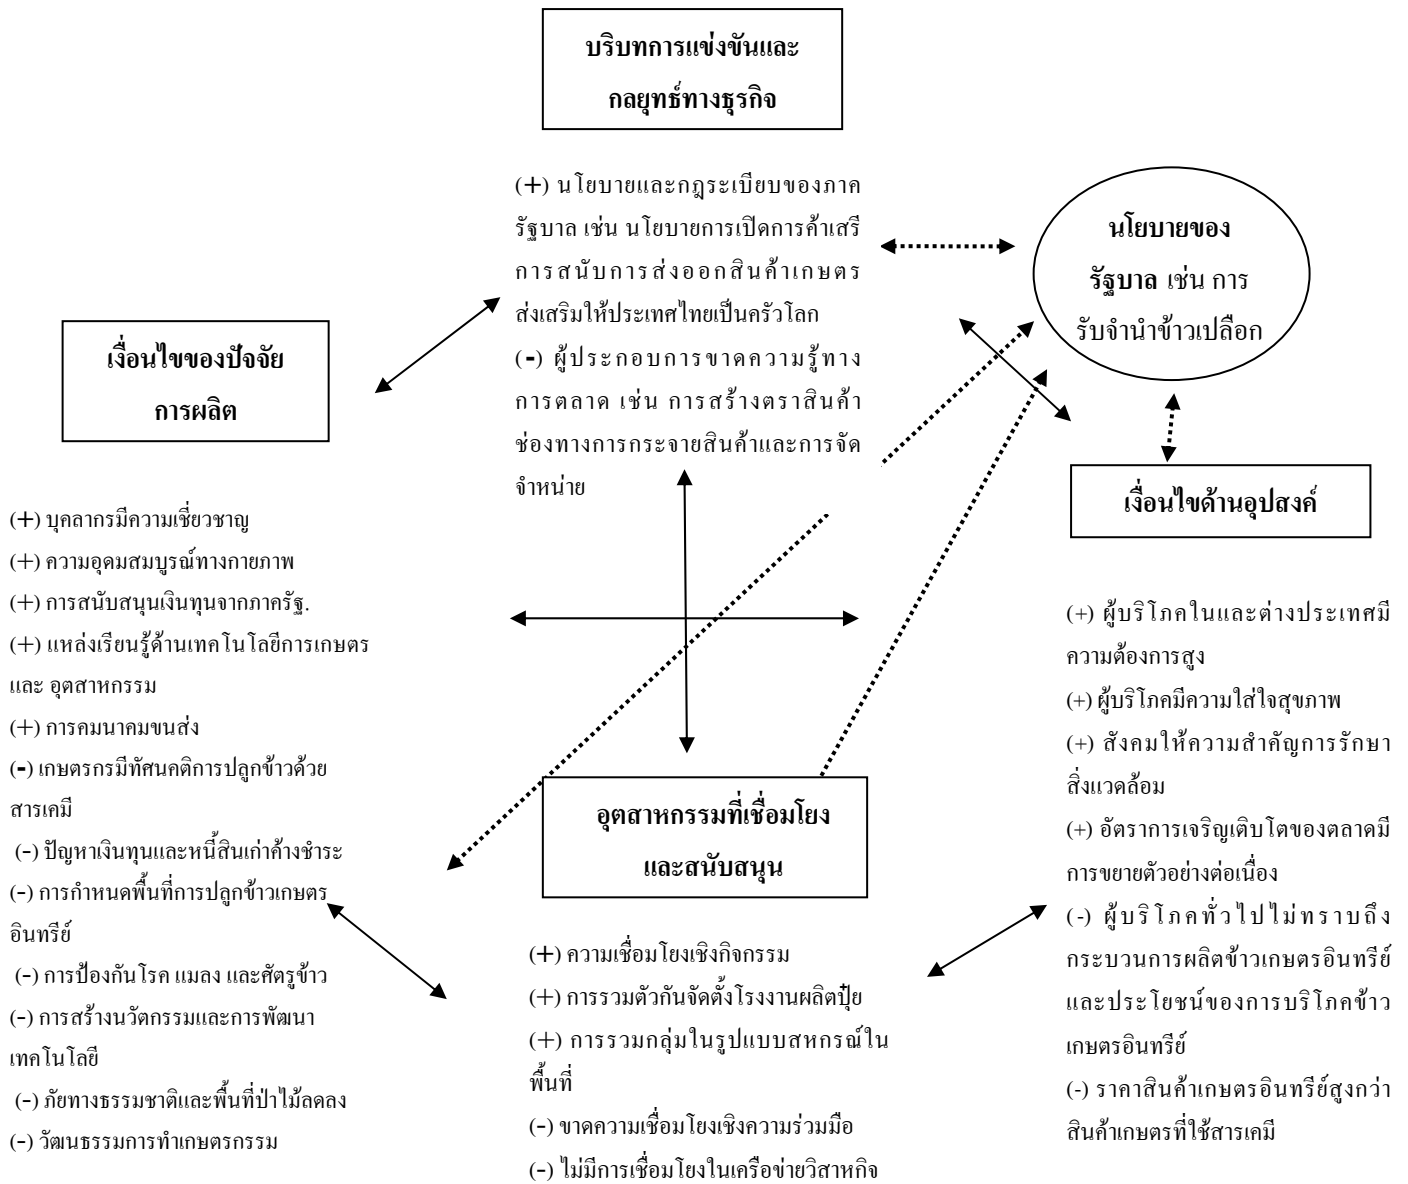 บริบทการแข่งขันและ
กลยุทธ์ทางธุรกิจ
(+) นโยบายและกฎระเบียบของภาค
รัฐบาล เช่น นโยบายการเปิดการค้าเสรี
การสนับการส่งออกสินค้าเกษตร
ส่งเสริมให้ประเทศไทยเป็นครัวโลก
(-) ผู้ประกอบการขาดความรู้ทาง
การตลาด เช่น การสร้างตราสินค้า
ช่องทางการกระจายสินค้าและการจัด
จำหน่าย
นโยบายของ
รัฐบาล เช่น การ
รับจำนำข้าวเปลือก
เงื่อนไขของปัจจัย
การผลิต
(+) บุคลากรมีความเชี่ยวชาญ
(+) ความอุดมสมบูรณ์ทางกายภาพ
(+) การสนับสนุนเงินทุนจากภาครัฐ.
(+) แหล่งเรียนรู้ด้านเทคโนโลยีการเกษตร
และ อุตสาหกรรม
(+) การคมนาคมขนส่ง
(-) เกษตรกรมีทัศนคติการปลูกข้าวด้วย
สารเคมี
(-) ปัญหาเงินทุนและหนี้สินเก่าค้างชำระ
(-) การกำหนดพื้นที่การปลูกข้าวเกษตร
อินทรีย์
(-) การป้องกันโรค แมลง และศัตรูข้าว
(-) การสร้างนวัตกรรมและการพัฒนา
เทคโนโลยี
(-) ภัยทางธรรมชาติและพื้นที่ป่าไม้ลดลง
(-) วัฒนธรรมการทำเกษตรกรรม
เงื่อนไขด้านอุปสงค์
(+) ผู้บริโภคในและต่างประเทศมี
ความต้องการสูง
(+) ผู้บริโภคมีความใส่ใจสุขภาพ
(+) สังคมให้ความสำคัญการรักษา
สิ่งแวดล้อม
(+) อัตราการเจริญเติบโตของตลาดมี
การขยายตัวอย่างต่อเนื่อง
(-) ผู้บริโภคทั่วไปไม่ทราบถึง
กระบวนการผลิตข้าวเกษตรอินทรีย์
และประโยชน์ของการบริโภคข้าว
เกษตรอินทรีย์
(-) ราคาสินค้าเกษตรอินทรีย์สูงกว่า
สินค้าเกษตรที่ใช้สารเคมี
อุตสาหกรรมที่เชื่อมโยง
และสนับสนุน
(+) ความเชื่อมโยงเชิงกิจกรรม
(+) การรวมตัวกันจัดตั้งโรงงานผลิตปุ๋ย
(+) การรวมกลุ่มในรูปแบบสหกรณ์ใน
พื้นที่
(-) ขาดความเชื่อมโยงเชิงความร่วมมือ
(-) ไม่มีการเชื่อมโยงในเครือข่ายวิสาหกิจ